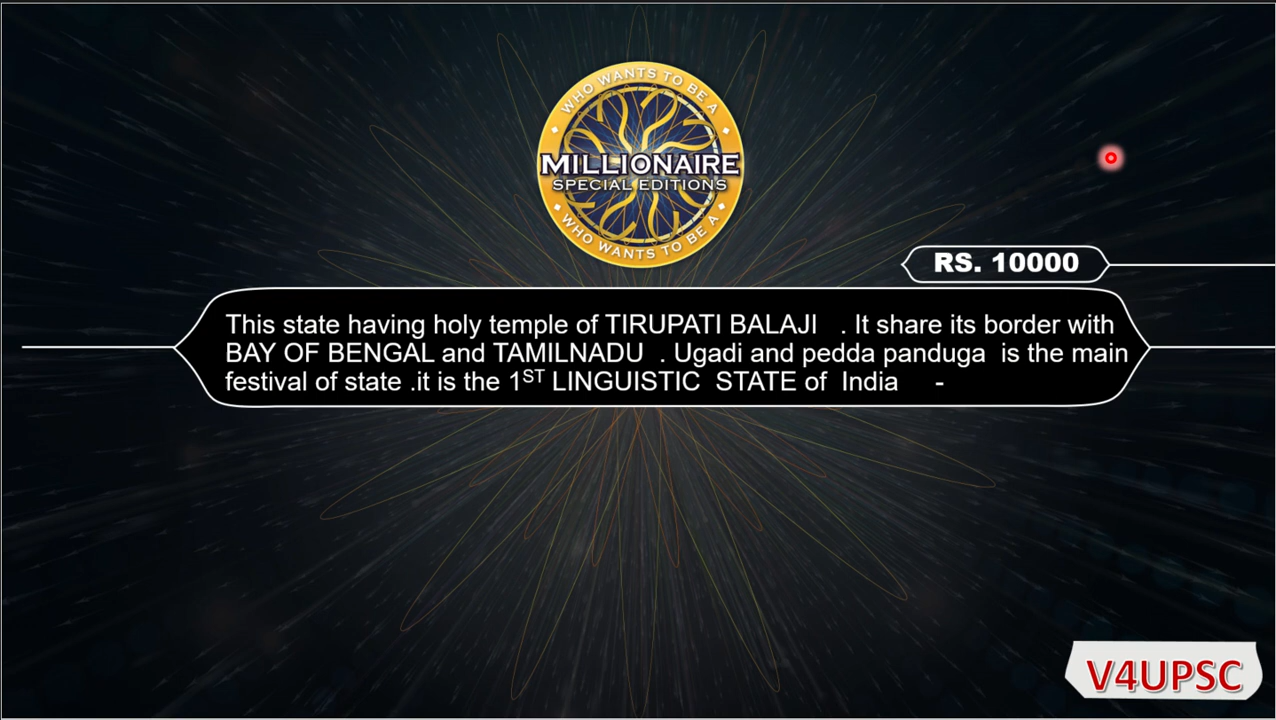 WHO WANTS TO BE A
MILLIONAIRE
SPECIAL EDITIONS
WHO WANTS TO BE A
RS. 10000
This state having holy temple of TIRUPATI BALAJI . It share its border with
BAY OF BENGAL and TAMILNADU . Ugadi and pedda panduga is the main
festival of state .it is the 1ST LINGUISTIC STATE of India -
V4UPSC